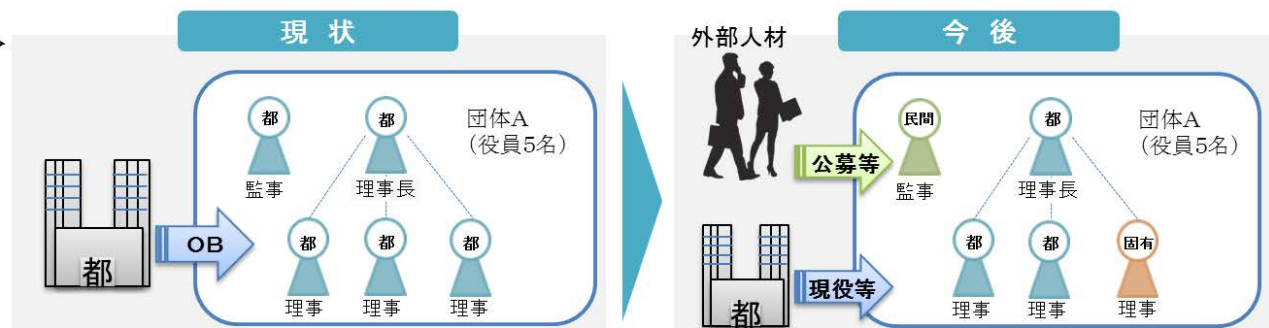 現 状
都
OB
団体A
(役員5名)
都
監事
都
理事長
都
理事
都
理事
都
理事
今 後
外部人材
公募等
都
現役等
団体A
(役員5名)
民間
監事
都
理事長
都
理事
都
理事
固有
理事